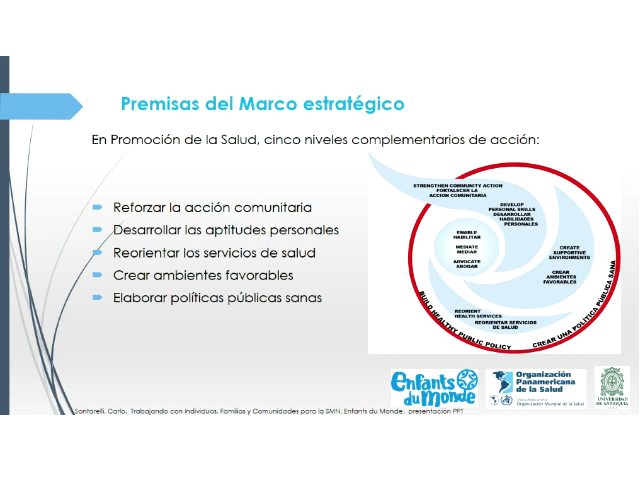 Premisas del Marco estratégico
En Promoción de la Salud, cinco niveles complementarios de acción:
Reforzar la acción comunitaria
Desarrollar las aptitudes personales
Reorientar los servicios de salud
Crear ambientes favorables
Elaborar políticas públicas sanas
STRENGTHEN COMMUNITY ACTION
FORTALECER LA
ACCION COMUNITARIA
DEVELOP
PERSONAL SKILLS
DESARROLLAR
HABILIDADES
PERSONALES
ENABLE
HABILITAR
MEDIATE
MEDIAR
ADVOCATE
ABOGAR
CREATE
SUPPORTIVE
ENVIRONMENTS
CREAR
AMBIENTES
FAVORABLES
REORIENT
HEALTH SERVICES
REORIENTAR SERVICIOS
DE SALUD
BUILD HEALTHY PUBLIC POLICY
CREAR UNA POLITICA PUBLICA SANA
Enfants
du Monde
Organización
Panamericana
de la Salud
Organización Mundial de la Salud
UNIVERSIDAD
DE ANTIOQUIA
Santarelli, Carlo. Trabajando con Individuos, Familias y Comunidades para la SMN, Enfants du Monde. presentación PPT